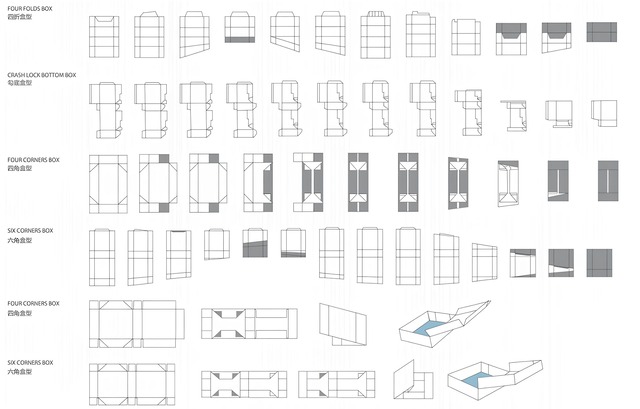 FOUR FOLDS BOX
四折盒型
CRASH LOCK BOTTOM BOX
勾底盒型
FOUR CORNERS BOX
四角盒型
SIX CORNERS BOX
六角盒型
FOUR CORNERS BOX
四角盒型
SIX CORNERS BOX
六角盒型